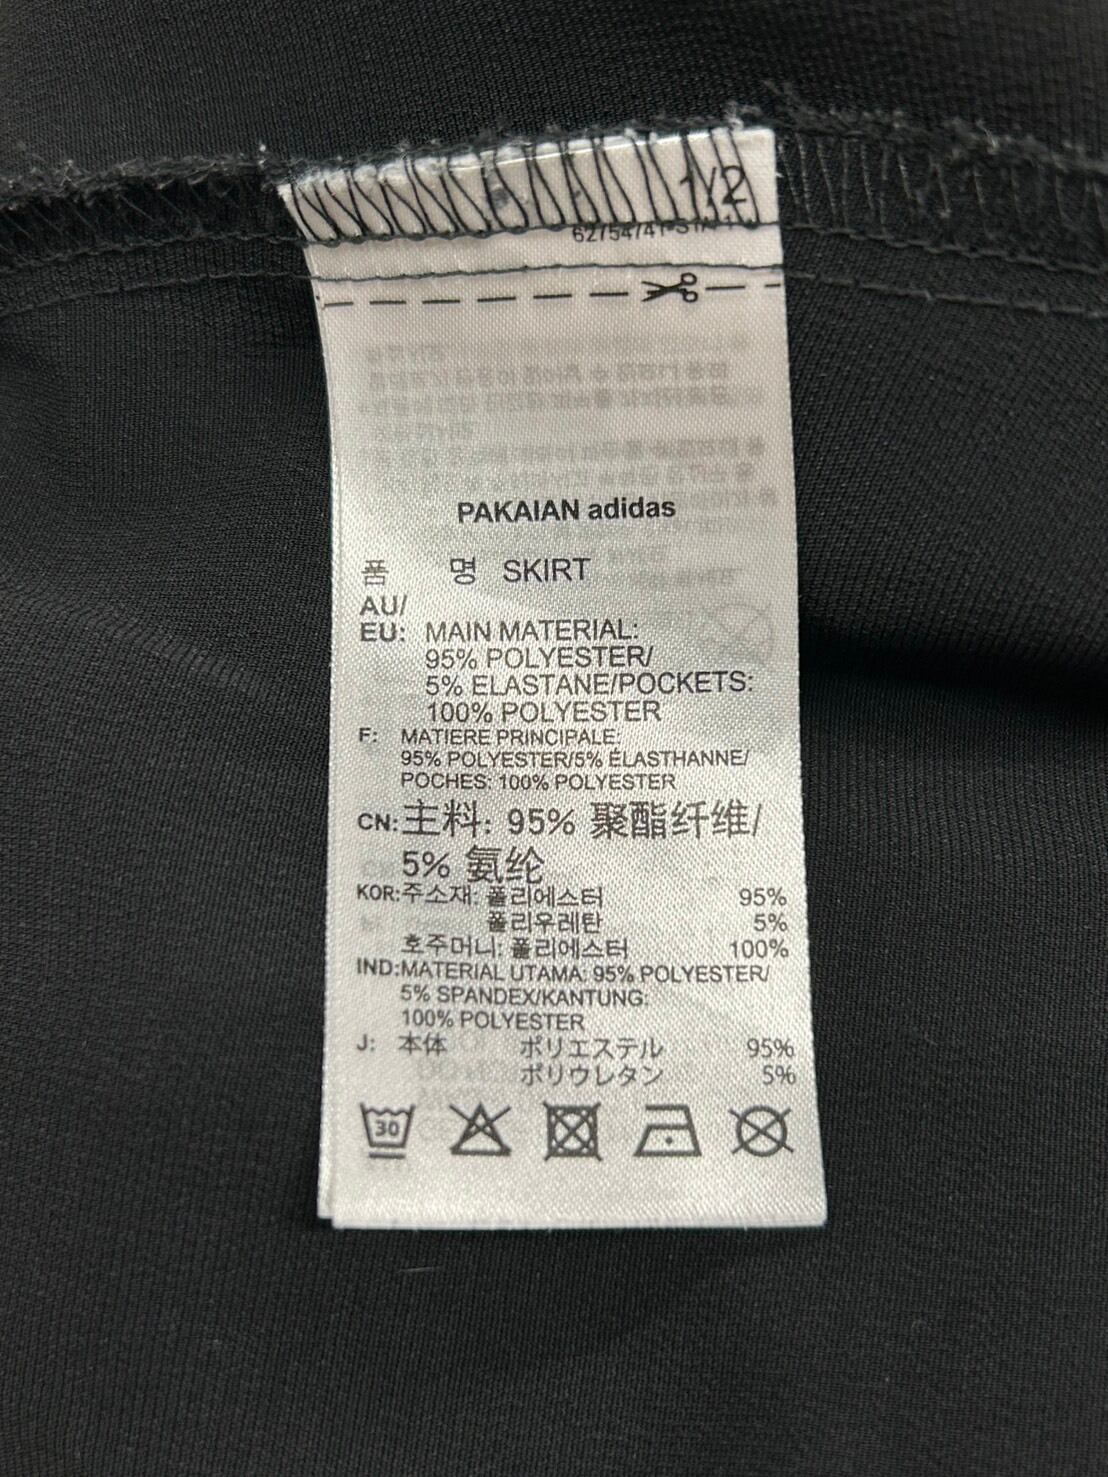 1/2
PAKAIAN adidas
품 명 SKIRT
AU/
EU: MAIN MATERIAL:
95% POLYESTER/
5% ELASTANE/POCKETS:
100% POLYESTER
F: MATIERE PRINCIPALE:
95% POLYESTER/5% ÉLASTHANNE/
POCHES: 100% POLYESTER
CN: 主料: 95% 聚酯纤维/
5% 氨纶
KOR: 주소재: 폴리에스터 95%
폴리우레탄 5%
호주머니: 폴리에스터 100%
IND: MATERIAL UTAMA: 95% POLYESTER/
5% SPANDEX/KANTUNG:
100% POLYESTER
J: 本体 ポリエステル 95%
ポリウレタン 5%
30